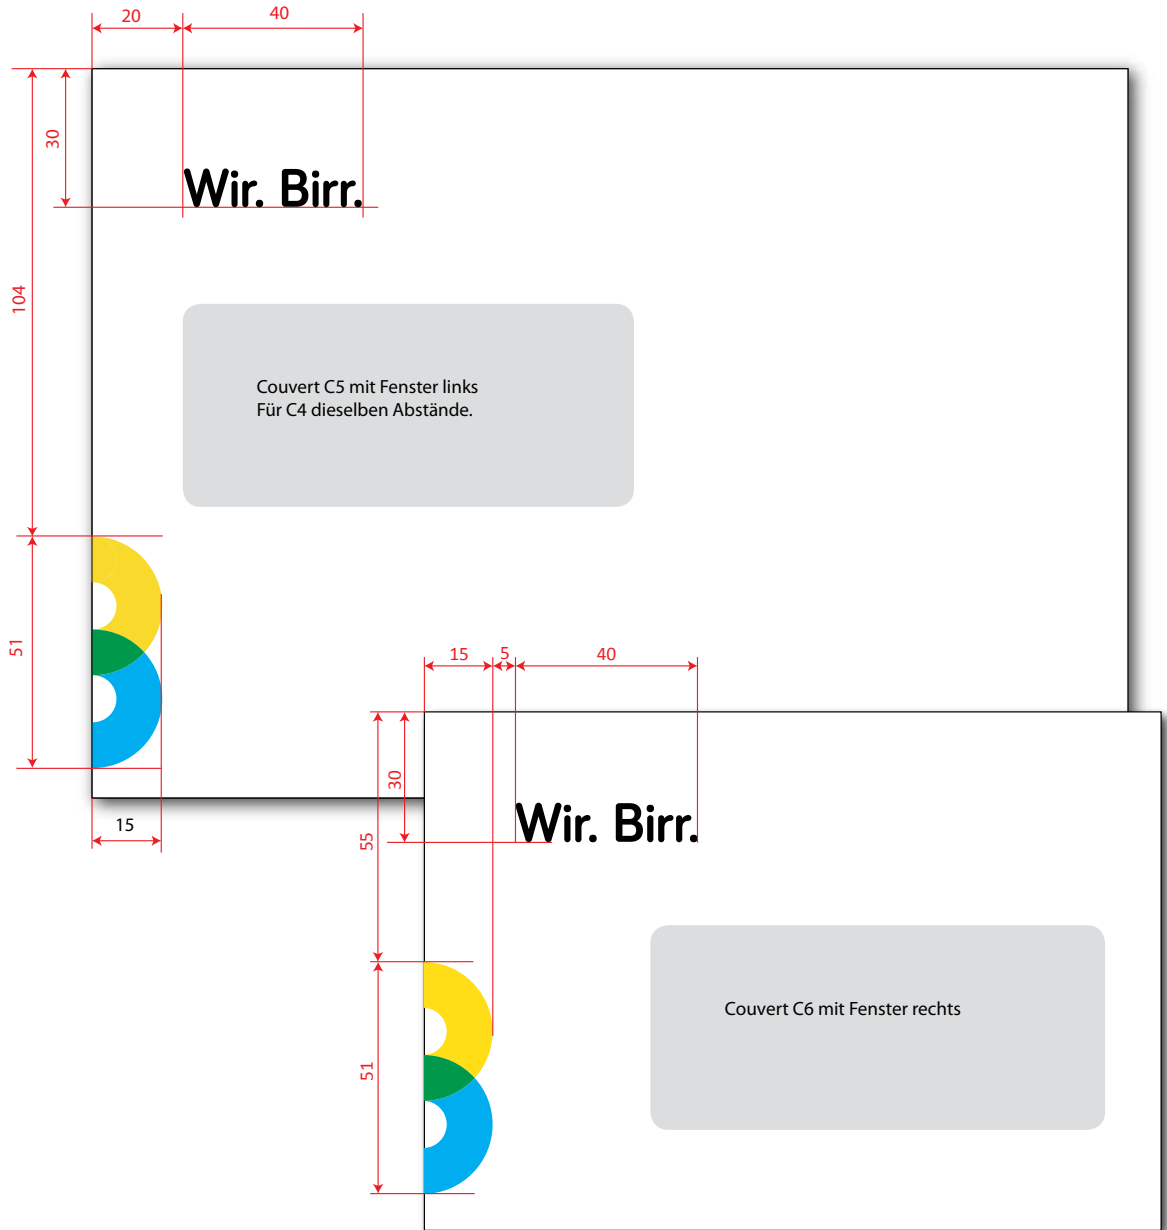 20
40
30
Wir. Birr.
104
Couvert C5 mit Fenster links
Für C4 dieselben Abstände.
51
15
15
5
40
30
Wir. Birr.
55
Couvert C6 mit Fenster rechts
51